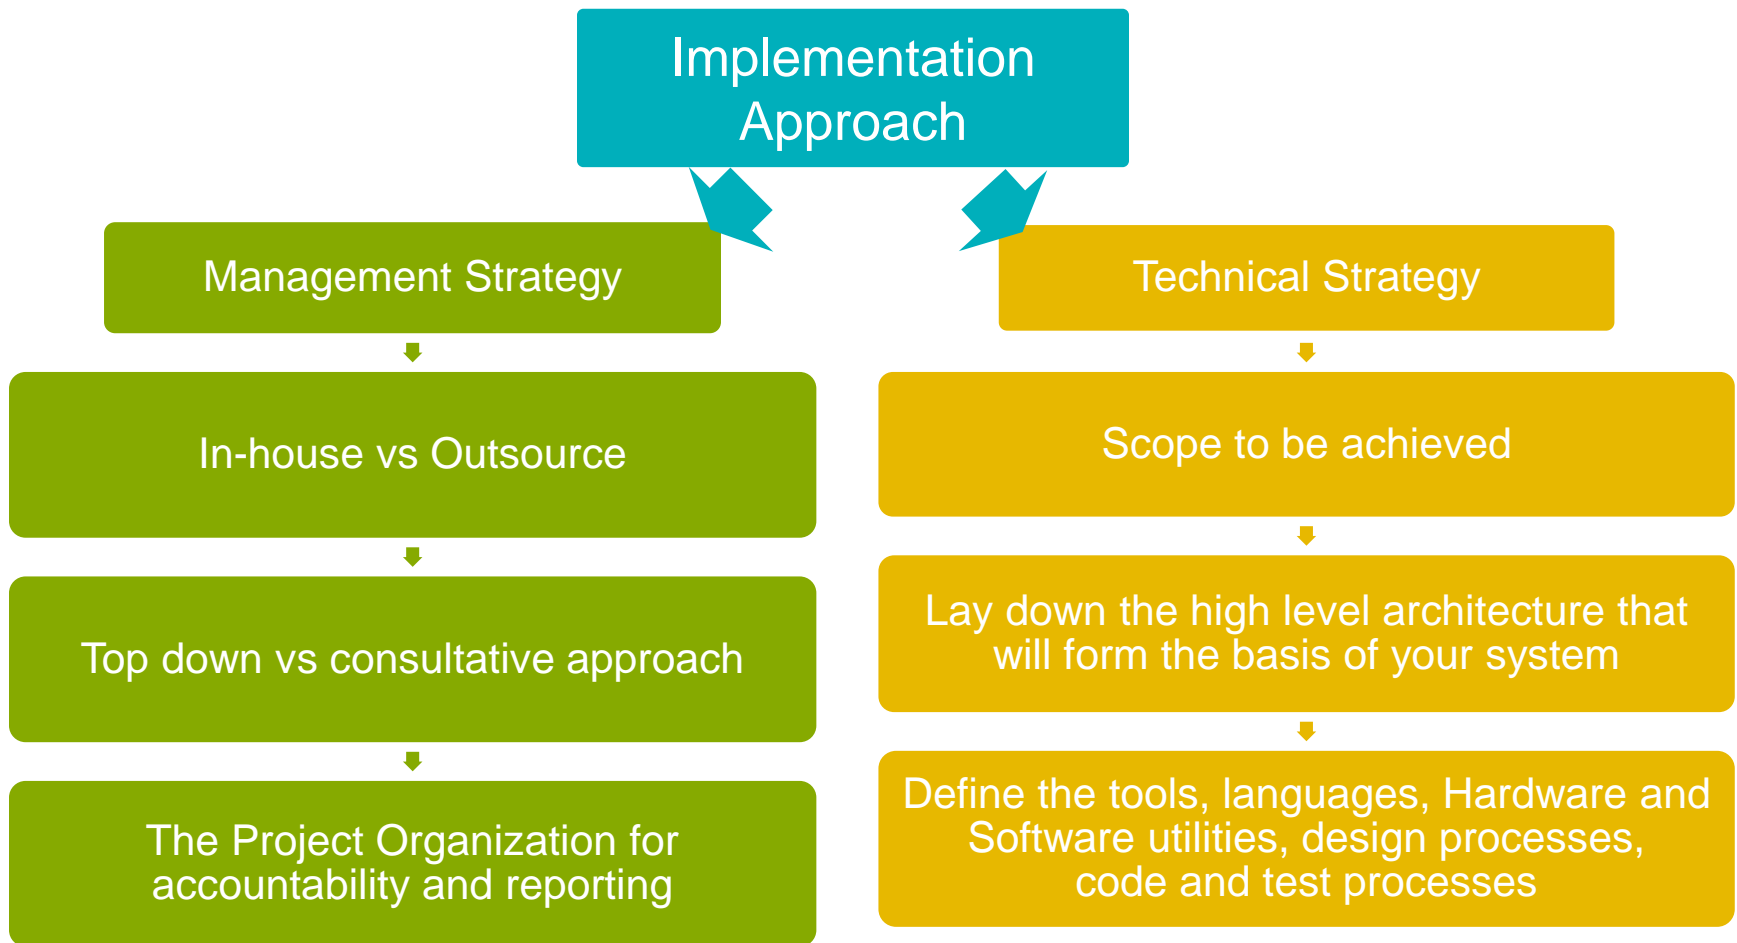 Implementation
Approach
Management Strategy
In-house vs Outsource
Top down vs consultative approach
The Project Organization for
accountability and reporting
Technical Strategy
Scope to be achieved
Lay down the high level architecture that
will form the basis of your system
Define the tools, languages, Hardware and
Software utilities, design processes,
code and test processes